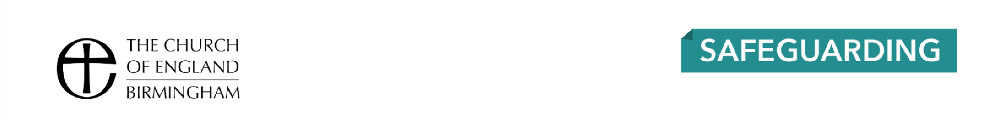 THE CHURCH
OF ENGLAND
BIRMINGHAM
SAFEGUARDING